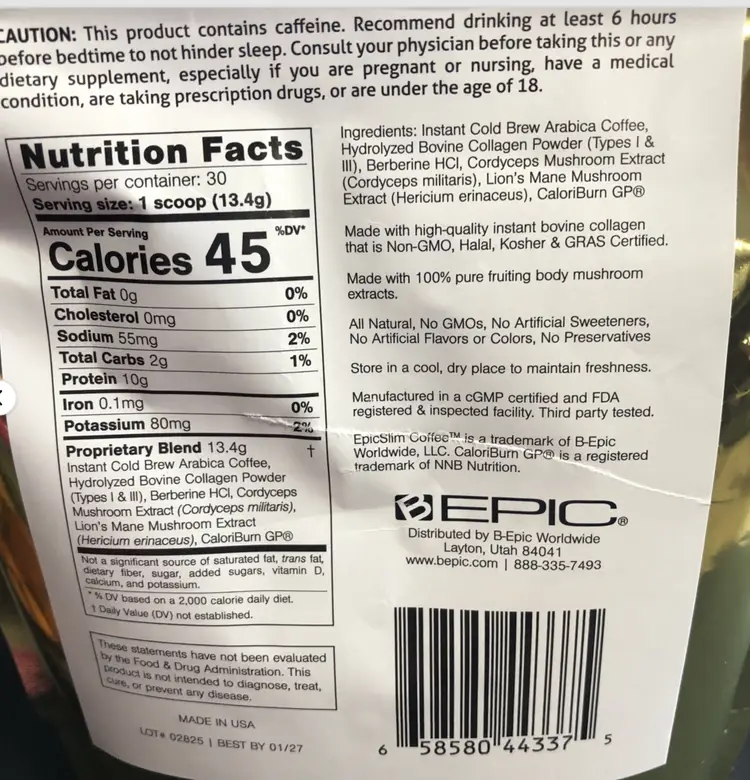 CAUTION: This product contains caffeine. Recommend drinking at least 6 hours
before bedtime to not hinder sleep. Consult your physician before taking this or any
dietary supplement, especially if you are pregnant or nursing, have a medical
condition, are taking prescription drugs, or are under the age of 18.
Nutrition Facts
Servings per container: 30
Serving size: 1 scoop (13.4g)
Amount Per Serving %DV*
Calories 45
Total Fat 0g 0%
Cholesterol 0mg 0%
Sodium 55mg 2%
Total Carbs 2g 1%
Protein 10g
Iron 0.1mg 0%
Potassium 80mg 2%
Proprietary Blend 13.4g †
Instant Cold Brew Arabica Coffee,
Hydrolyzed Bovine Collagen Powder
(Types I & III), Berberine HCl, Cordyceps
Mushroom Extract (Cordyceps militaris),
Lion's Mane Mushroom Extract
(Hericium erinaceus), CaloriBurn GP®
Not a significant source of saturated fat, trans fat,
dietary fiber, sugar, added sugars, vitamin D,
calcium, and potassium.
* % DV based on a 2,000 calorie daily diet.
† Daily Value (DV) not established.
These statements have not been evaluated
by the Food & Drug Administration. This
product is not intended to diagnose, treat,
cure, or prevent any disease.
MADE IN USA
LOT# 02825 | BEST BY 01/27
Ingredients: Instant Cold Brew Arabica Coffee,
Hydrolyzed Bovine Collagen Powder (Types I &
III), Berberine HCl, Cordyceps Mushroom Extract
(Cordyceps militaris), Lion's Mane Mushroom
Extract (Hericium erinaceus), CaloriBurn GP®
Made with high-quality instant bovine collagen
that is Non-GMO, Halal, Kosher & GRAS Certified.
Made with 100% pure fruiting body mushroom
extracts.
All Natural, No GMOs, No Artificial Sweeteners,
No Artificial Flavors or Colors, No Preservatives
Store in a cool, dry place to maintain freshness.
Manufactured in a cGMP certified and FDA
registered & inspected facility. Third party tested.
EpicSlim Coffee™ is a trademark of B-Epic
Worldwide, LLC. CaloriBurn GP® is a registered
trademark of NNB Nutrition.
B EPIC®
Distributed by B-Epic Worldwide
Layton, Utah 84041
www.bepic.com | 888-335-7493
6 58580 44337 5